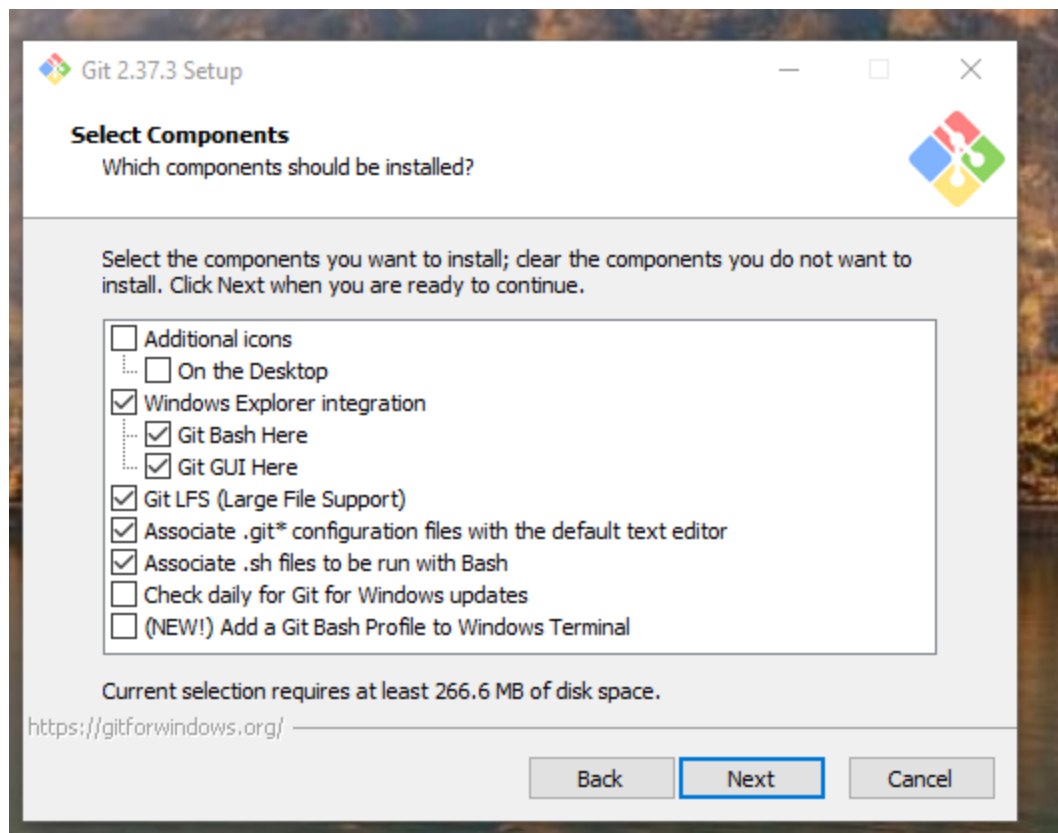 Git 2.37.3 Setup
Select Components
Which components should be installed?
Select the components you want to install; clear the components you do not want to
install. Click Next when you are ready to continue.
Additional icons
On the Desktop
Windows Explorer integration
Git Bash Here
Git GUI Here
Git LFS (Large File Support)
Associate .git* configuration files with the default text editor
Associate .sh files to be run with Bash
Check daily for Git for Windows updates
(NEW!) Add a Git Bash Profile to Windows Terminal
Current selection requires at least 266.6 MB of disk space.
https://gitforwindows.org/
Back Next Cancel